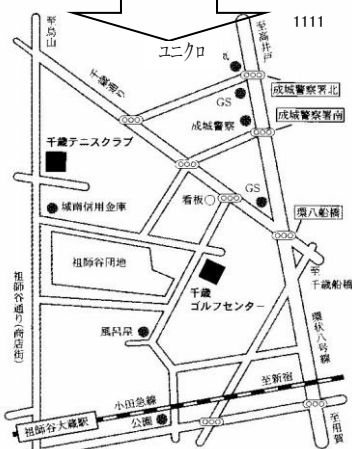 1111
至烏山
ユニクロ
至高井戸
千歳通り
GS
成城警察署北
成城警察
成城警察署南
千歳テニスクラブ
城南信用金庫
看板
GS
環八船橋
祖師谷団地
千歳
ゴルフセンター
至
千歳船橋
環状八号線
祖師谷通り(商店街)
風呂屋
小田急線
至新宿
祖師谷大蔵駅
公園
至用賀